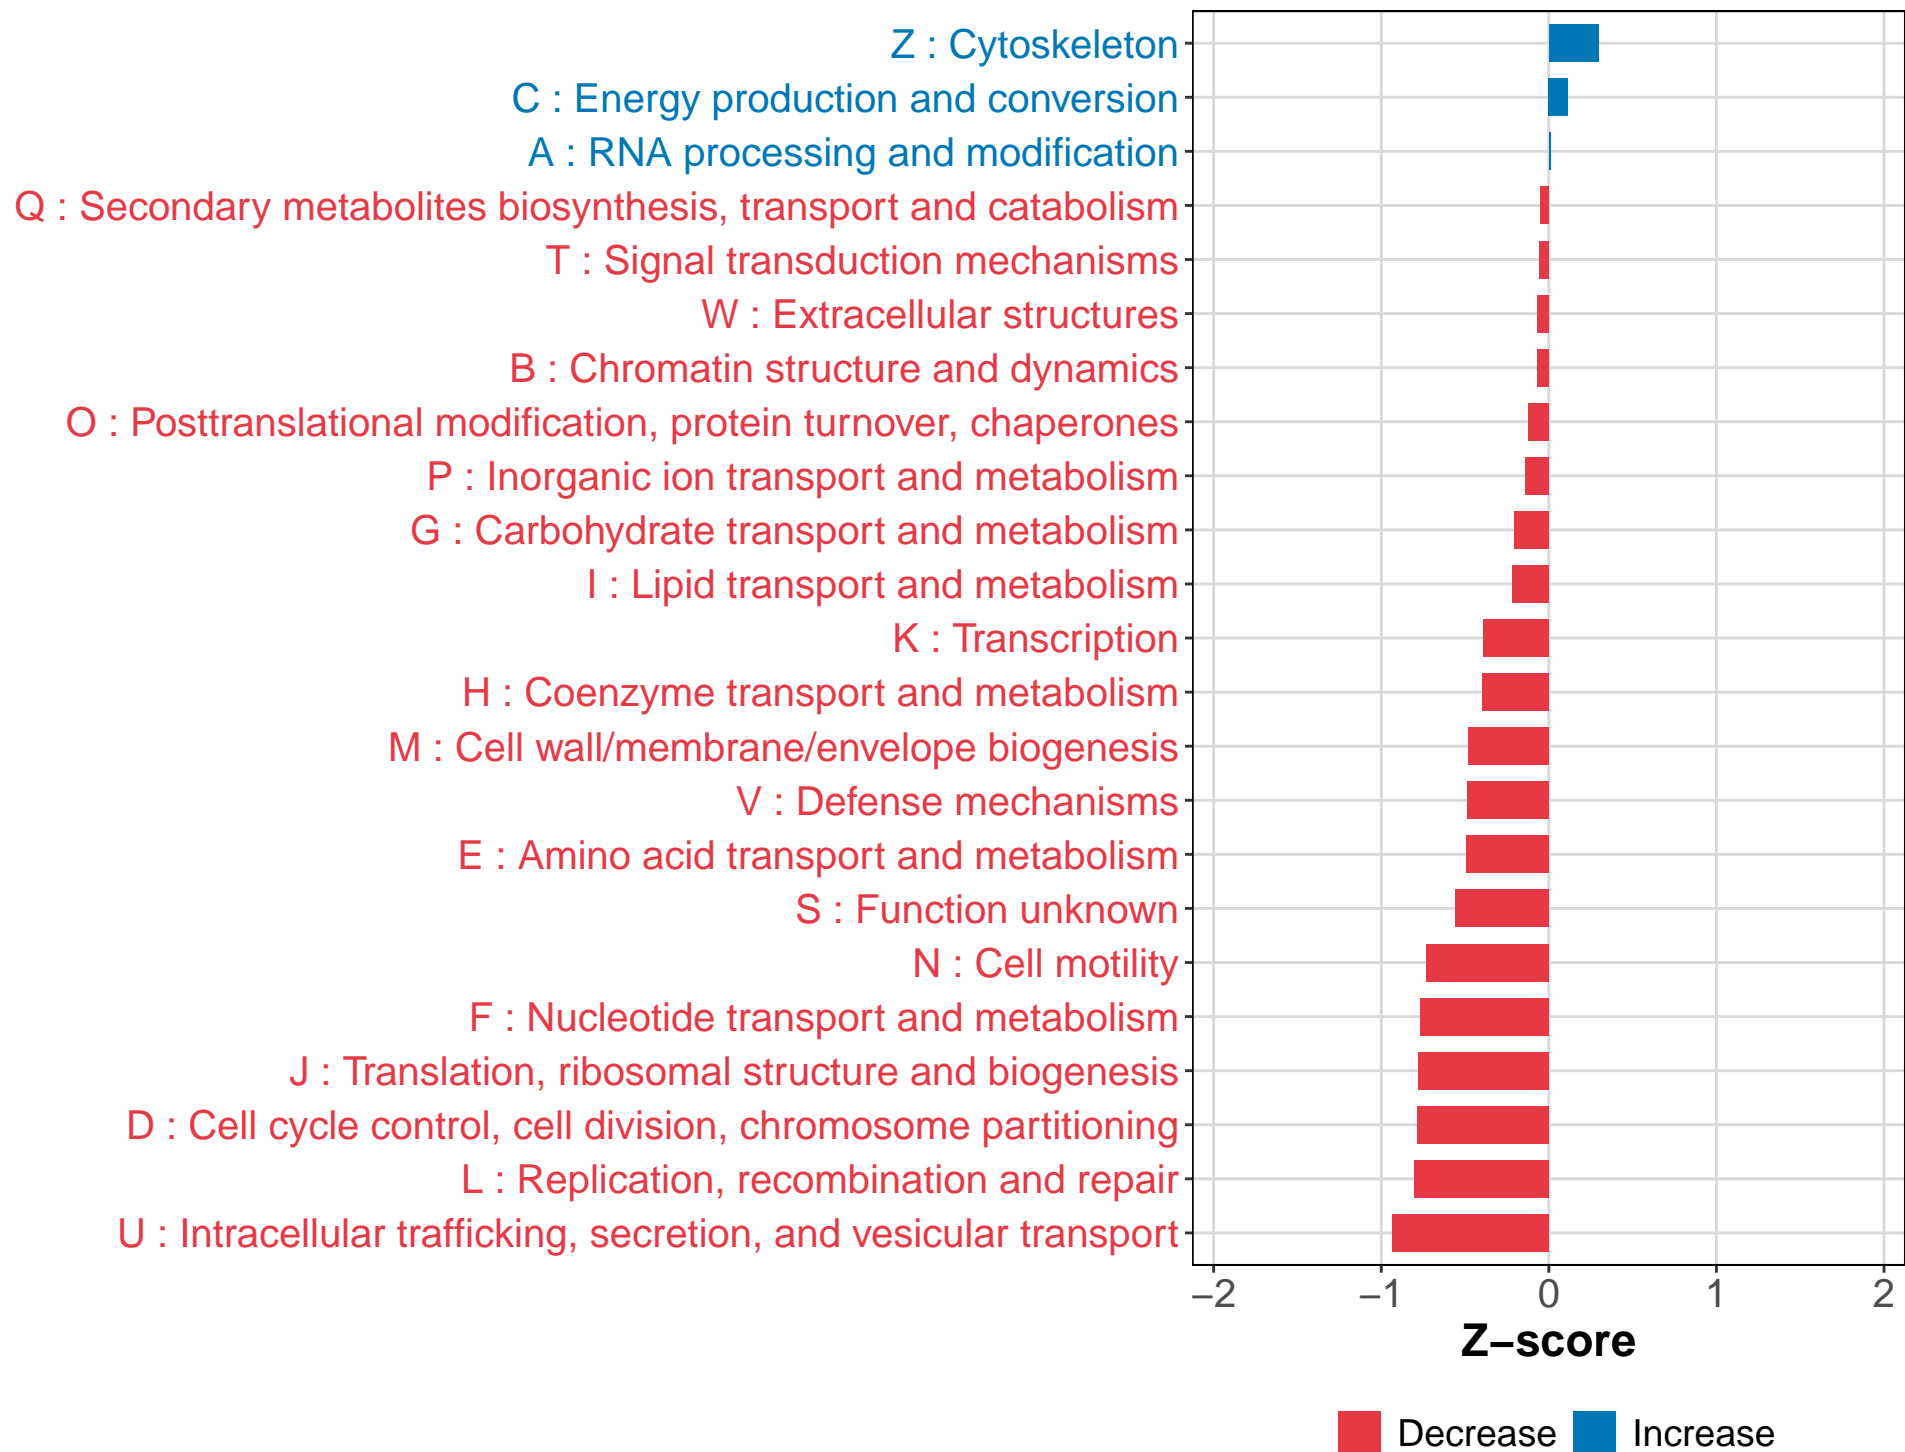 Z : Cytoskeleton
C : Energy production and conversion
A : RNA processing and modification
Q : Secondary metabolites biosynthesis, transport and catabolism
T : Signal transduction mechanisms
W : Extracellular structures
B : Chromatin structure and dynamics
O : Posttranslational modification, protein turnover, chaperones
P : Inorganic ion transport and metabolism
G : Carbohydrate transport and metabolism
I : Lipid transport and metabolism
K : Transcription
H : Coenzyme transport and metabolism
M : Cell wall/membrane/envelope biogenesis
V : Defense mechanisms
E : Amino acid transport and metabolism
S : Function unknown
N : Cell motility
F : Nucleotide transport and metabolism
J : Translation, ribosomal structure and biogenesis
D : Cell cycle control, cell division, chromosome partitioning
L : Replication, recombination and repair
U : Intracellular trafficking, secretion, and vesicular transport
−2 −1 0 1 2
Z−score
Decrease Increase